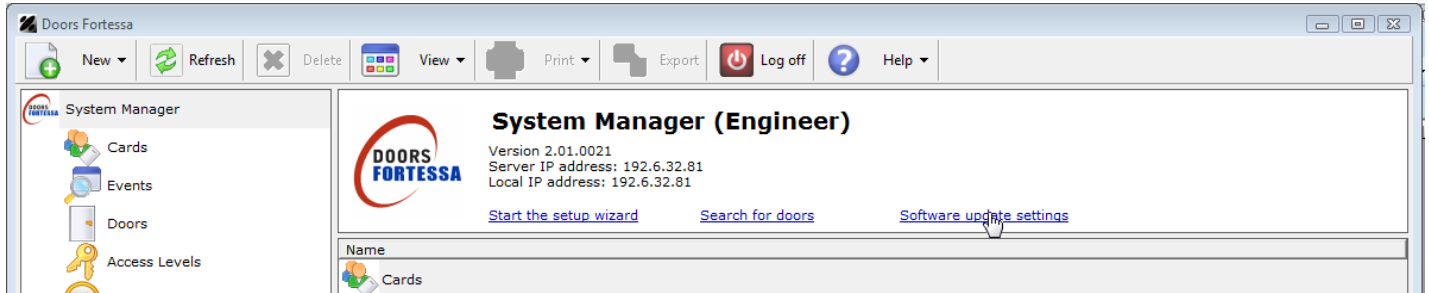 Doors Fortessa
New Refresh Delete View Print Export Log off Help
System Manager
Cards
Events
Doors
Access Levels
DOORS
FORTESSA
System Manager (Engineer)
Version 2.01.0021
Server IP address: 192.6.32.81
Local IP address: 192.6.32.81
Start the setup wizard Search for doors Software update settings
Name
Cards